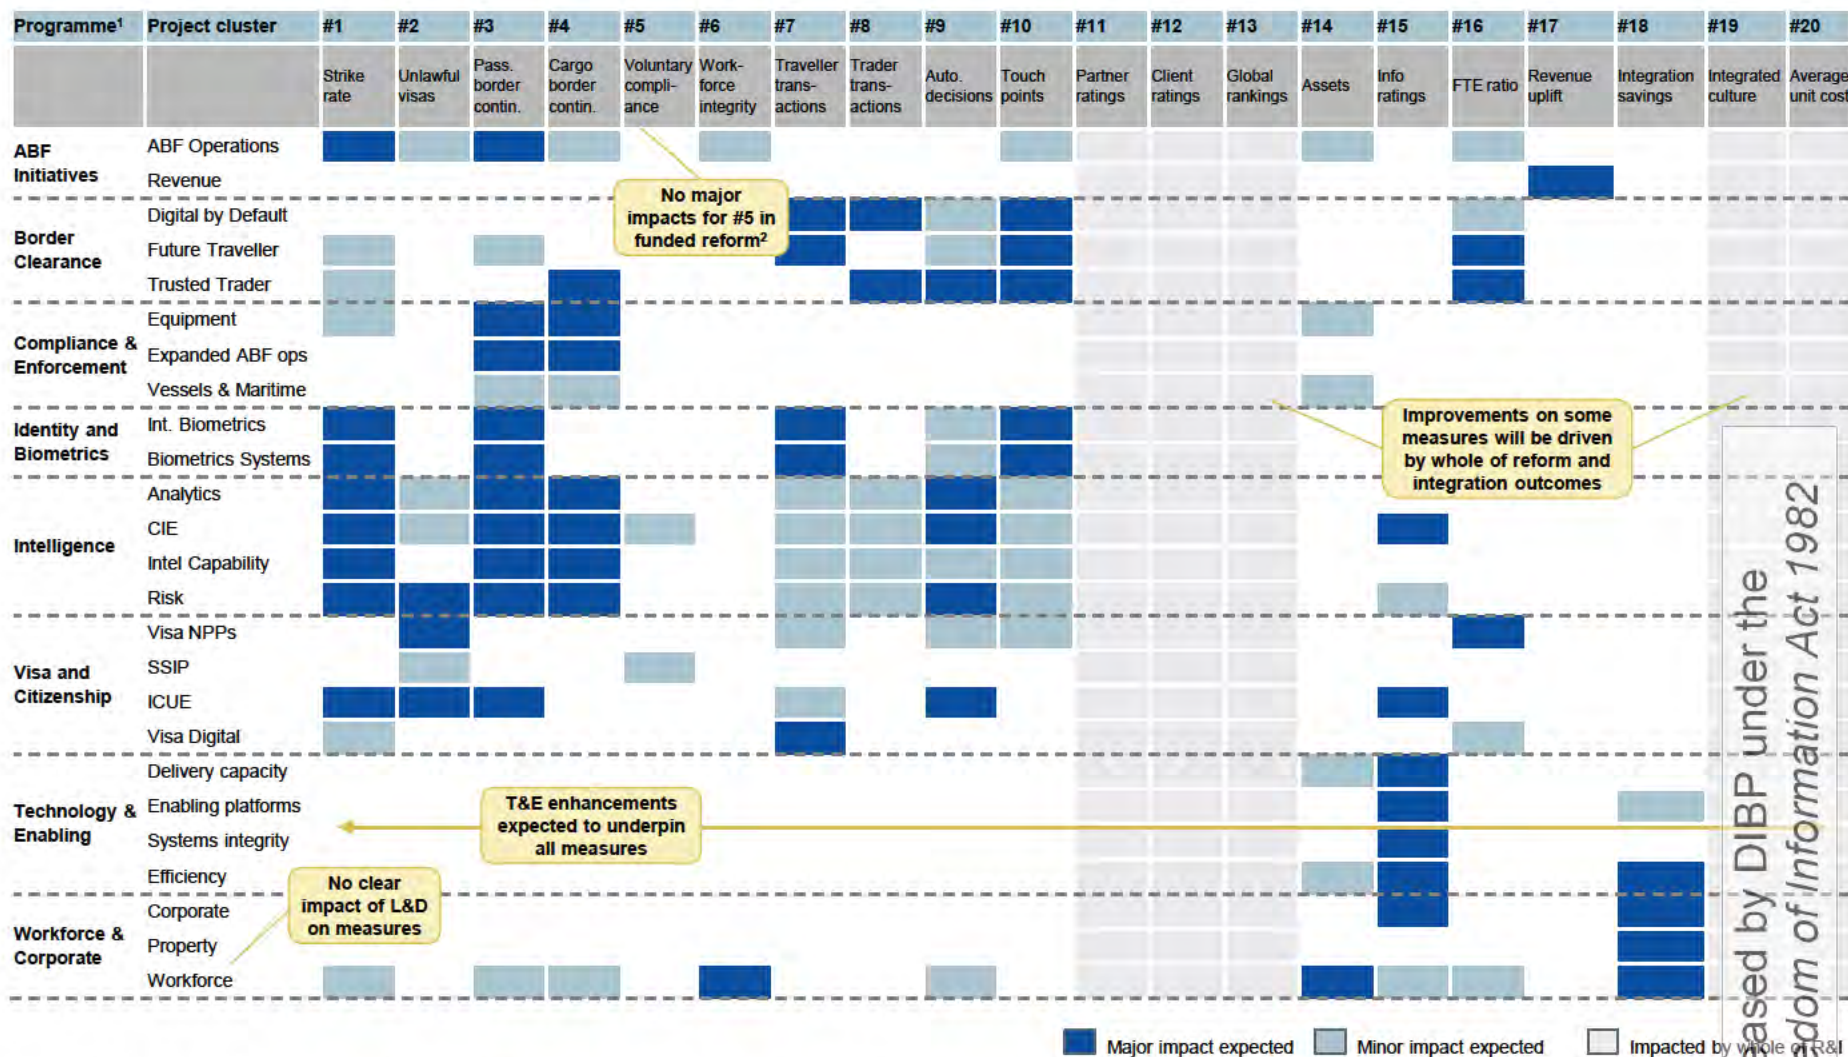 Programme¹ Project cluster #1 #2 #3 #4 #5 #6 #7 #8 #9 #10 #11 #12 #13 #14 #15 #16 #17 #18 #19 #20
Strike rate
Unlawful visas
Pass. border contin.
Cargo border contin.
Voluntary compli-ance
Work-force integrity
Traveller trans-actions
Trader trans-actions
Auto. decisions
Touch points
Partner ratings
Client ratings
Global rankings
Assets
Info ratings
FTE ratio
Revenue uplift
Integration savings
Integrated culture
Average unit cost
ABF Initiatives
ABF Operations
Revenue
No major
impacts for #5 in
funded reform²
Border Clearance
Digital by Default
Future Traveller
Trusted Trader
Compliance & Enforcement
Equipment
Expanded ABF ops
Vessels & Maritime
Identity and Biometrics
Int. Biometrics
Biometrics Systems
Improvements on some
measures will be driven
by whole of reform and
integration outcomes
Intelligence
Analytics
CIE
Intel Capability
Risk
Visa and Citizenship
Visa NPPs
SSIP
ICUE
Visa Digital
Technology & Enabling
Delivery capacity
Enabling platforms
Systems integrity
Efficiency
T&E enhancements
expected to underpin
all measures
No clear
impact of L&D
on measures
Workforce & Corporate
Corporate
Property
Workforce
Major impact expected
Minor impact expected
Impacted by whole of R&I
ased by DIBP under the
dom of Information Act 1982